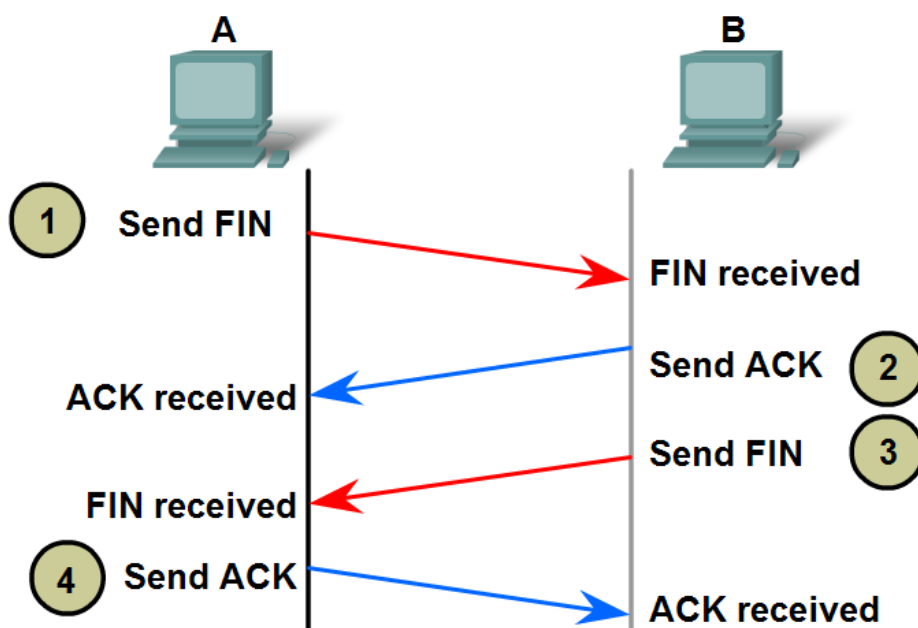 A
B
1
Send FIN
FIN received
Send ACK
2
ACK received
Send FIN
3
FIN received
4
Send ACK
ACK received